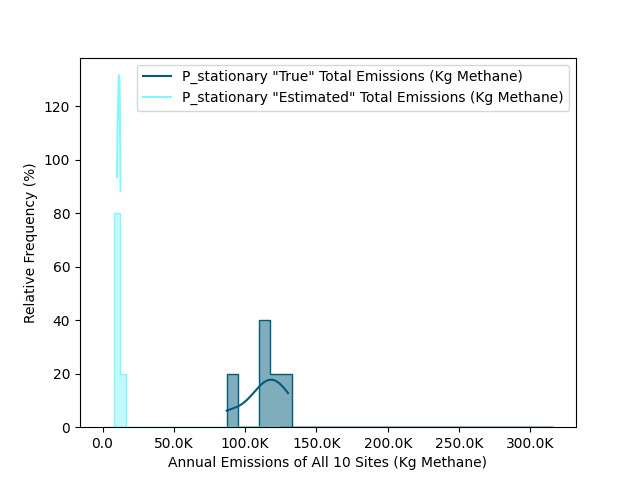 P_stationary "True" Total Emissions (Kg Methane)
P_stationary "Estimated" Total Emissions (Kg Methane)
120
100
80
60
40
20
0
Relative Frequency (%)
0.0 50.0K 100.0K 150.0K 200.0K 250.0K 300.0K
Annual Emissions of All 10 Sites (Kg Methane)